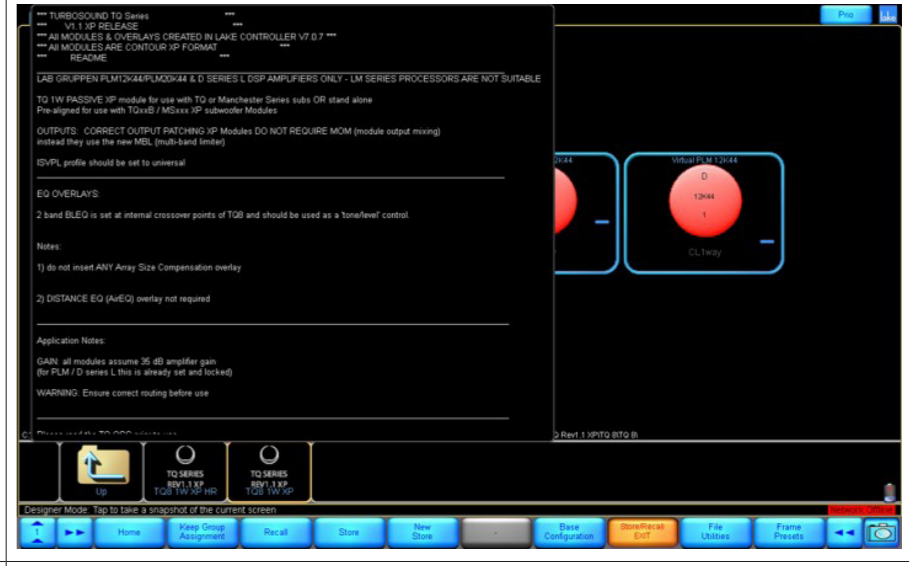 *** TURBOSOUND TQ Series ***
*** V1.1 XP RELEASE ***
*** All MODULES & OVERLAYS CREATED IN LAKE CONTROLLER V7.0.7 ***
*** All MODULES ARE CONTOUR XP FORMAT ***
*** README ***
LAB GRUPPEN PLM12K44/PLM20K44 & D SERIES L DSP AMPLIFIERS ONLY - LM SERIES PROCESSORS ARE NOT SUITABLE
TQ 1W PASSIVE XP module for use with TQ or Manchester Series subs OR stand alone
Pre-aligned for use with TQxxB / MSxxx XP subwoofer Modules
OUTPUTS: CORRECT OUTPUT PATCHING XP Modules DO NOT REQUIRE MOM (module output mixing)
instead they use the new MBL (multi-band limiter)
ISVPL profile should be set to universal
EQ OVERLAYS:
2 band BLEQ is set at internal crossover points of TQ8 and should be used as a 'tone/level' control.
Notes:
1) do not insert ANY Array Size Compensation overlay
2) DISTANCE EQ (AirEQ) overlay not required
Application Notes:
GAIN: all modules assume 35 dB amplifier gain
(for PLM / D series L this is already set and locked)
WARNING: Ensure correct routing before use
Prio
lake
2K44
Virtual PLM 12K44
D
12K44
1
CL1way
Up
TQ SERIES
REV1.1 XP
TQ8 1W XP HR
TQ SERIES
REV1.1 XP
TQ8 1W XP
Designer Mode: Tap to take a snapshot of the current screen
Network Offline
1
Home
Keep Group
Assignment
Recall
Store
New
Store
Base
Configuration
Store/Recall
EXIT
File
Utilities
Frame
Presets